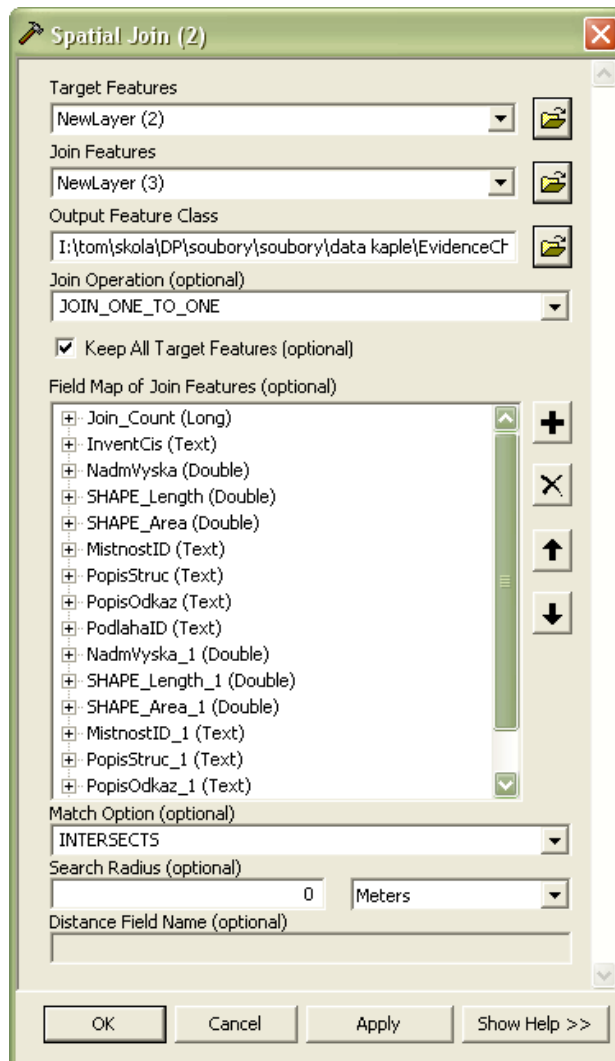 Spatial Join (2)
Target Features
NewLayer (2)
Join Features
NewLayer (3)
Output Feature Class
I:\tom\skola\DP\soubory\soubory\data kaple\EvidenceCh
Join Operation (optional)
JOIN_ONE_TO_ONE
Keep All Target Features (optional)
Field Map of Join Features (optional)
Join_Count (Long)
InventCis (Text)
NadmVyska (Double)
SHAPE_Length (Double)
SHAPE_Area (Double)
MistnostID (Text)
PopisStruc (Text)
PopisOdkaz (Text)
PodlahaID (Text)
NadmVyska_1 (Double)
SHAPE_Length_1 (Double)
SHAPE_Area_1 (Double)
MistnostID_1 (Text)
PopisStruc_1 (Text)
PopisOdkaz_1 (Text)
Match Option (optional)
INTERSECTS
Search Radius (optional)
0 Meters
Distance Field Name (optional)
OK Cancel Apply Show Help >>